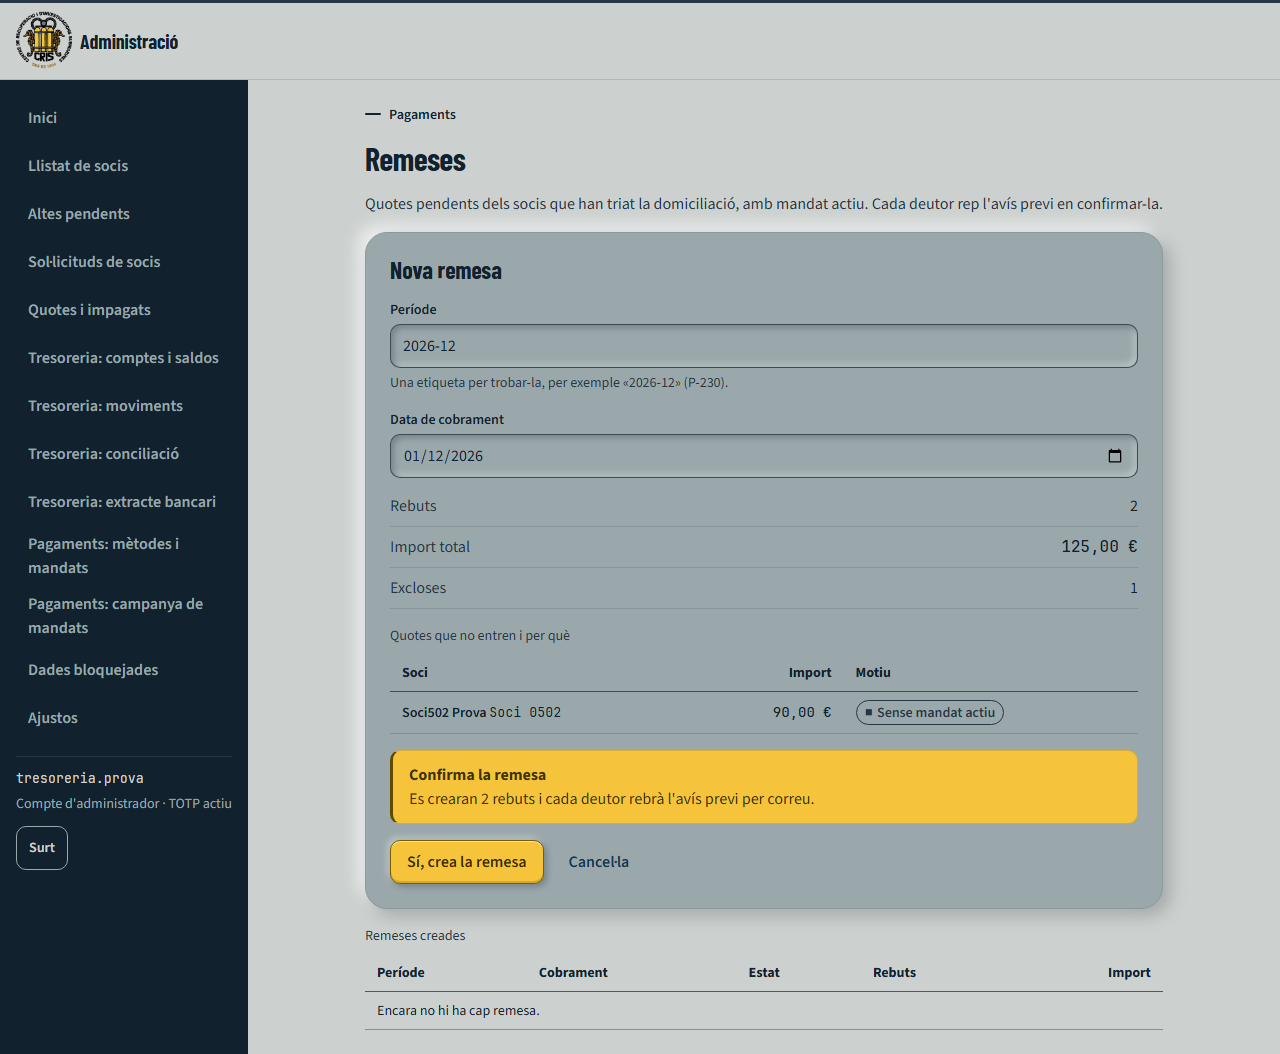 CRIS
Administració
Inici
Llistat de socis
Altes pendents
Sol·licituds de socis
Quotes i impagats
Tresoreria: comptes i saldos
Tresoreria: moviments
Tresoreria: conciliació
Tresoreria: extracte bancari
Pagaments: mètodes i
mandats
Pagaments: campanya de
mandats
Dades bloquejades
Ajustos
tresoreria.prova
Compte d'administrador · TOTP actiu
Surt
— Pagaments
Remeses
Quotes pendents dels socis que han triat la domiciliació, amb mandat actiu. Cada deutor rep l'avís previ en confirmar-la.
Nova remesa
Període
2026-12
Una etiqueta per trobar-la, per exemple «2026-12» (P-230).
Data de cobrament
01/12/2026
Rebuts 2
Import total 125,00 €
Excloses 1
Quotes que no entren i per què
Soci Import Motiu
Soci502 Prova Soci 0502 90,00 € Sense mandat actiu
Confirma la remesa
Es crearan 2 rebuts i cada deutor rebrà l'avís previ per correu.
Sí, crea la remesa Cancel·la
Remeses creades
Període Cobrament Estat Rebuts Import
Encara no hi ha cap remesa.